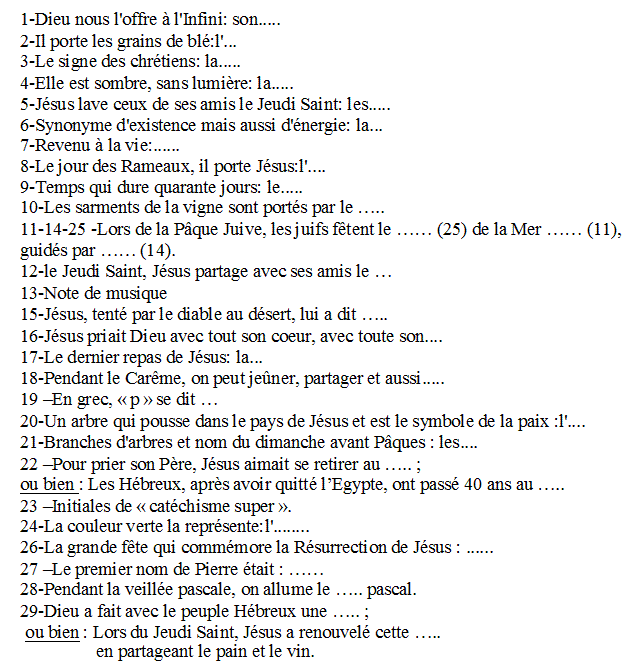 1-Dieu nous l'offre à l'Infini: son.....
2-Il porte les grains de blé:l'...
3-Le signe des chrétiens: la.....
4-Elle est sombre, sans lumière: la.....
5-Jésus lave ceux de ses amis le Jeudi Saint: les.....
6-Synonyme d'existence mais aussi d'énergie: la...
7-Revenu à la vie:......
8-Le jour des Rameaux, il porte Jésus:l'....
9-Temps qui dure quarante jours: le.....
10-Les sarments de la vigne sont portés par le …..
11-14-25 -Lors de la Pâque Juive, les juifs fêtent le …… (25) de la Mer …… (11),
guidés par …… (14).
12-le Jeudi Saint, Jésus partage avec ses amis le …
13-Note de musique
15-Jésus, tenté par le diable au désert, lui a dit …..
16-Jésus priait Dieu avec tout son coeur, avec toute son....
17-Le dernier repas de Jésus: la...
18-Pendant le Carême, on peut jeûner, partager et aussi.....
19 –En grec, « p » se dit …
20-Un arbre qui pousse dans le pays de Jésus et est le symbole de la paix :l'....
21-Branches d'arbres et nom du dimanche avant Pâques : les....
22 –Pour prier son Père, Jésus aimait se retirer au ….. ;
ou bien : Les Hébreux, après avoir quitté l’Egypte, ont passé 40 ans au …..
23 –Initiales de « catéchisme super ».
24-La couleur verte la représente:l'........
26-La grande fête qui commémore la Résurrection de Jésus : ......
27 –Le premier nom de Pierre était : ……
28-Pendant la veillée pascale, on allume le ….. pascal.
29-Dieu a fait avec le peuple Hébreux une ….. ;
ou bien : Lors du Jeudi Saint, Jésus a renouvelé cette …..
en partageant le pain et le vin.